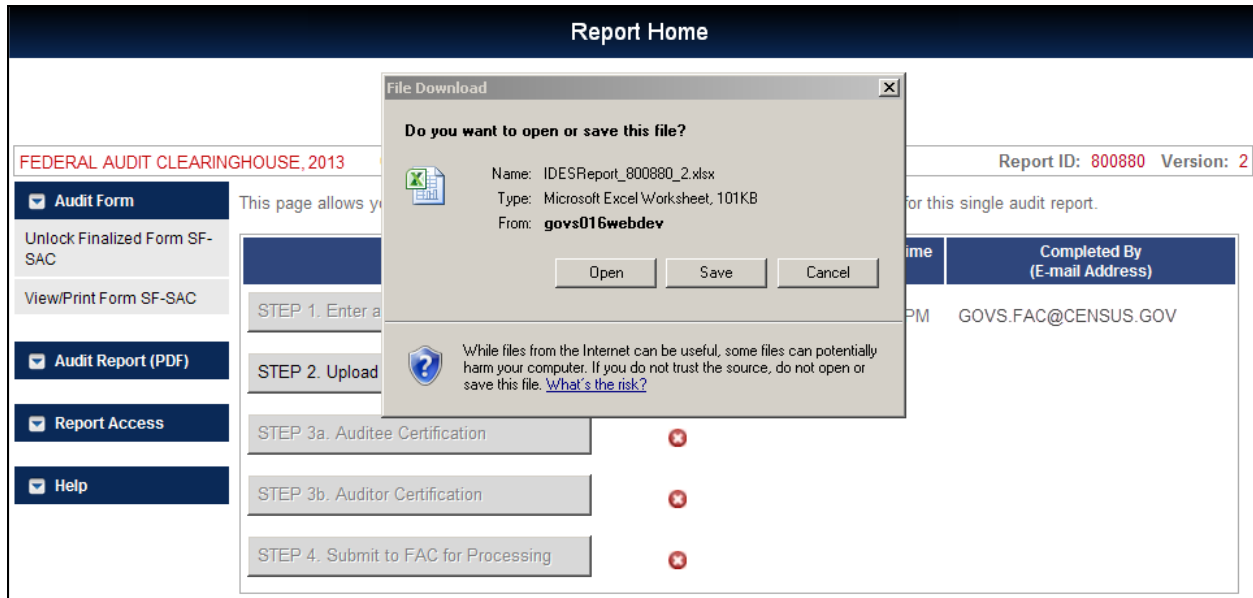 Report Home
File Download
Do you want to open or save this file?
Name: IDESReport_800880_2.xlsx
Type: Microsoft Excel Worksheet, 101KB
From: govs016webdev
Open Save Cancel
While files from the Internet can be useful, some files can potentially
harm your computer. If you do not trust the source, do not open or
save this file. What's the risk?
FEDERAL AUDIT CLEARINGHOUSE, 2013
Report ID: 800880 Version: 2
Audit Form
Unlock Finalized Form SF-
SAC
View/Print Form SF-SAC
Audit Report (PDF)
Report Access
Help
This page allows for this single audit report.
Completed By
(E-mail Address)
STEP 1. Enter PM GOVS.FAC@CENSUS.GOV
STEP 2. Upload
STEP 3a. Auditee Certification
STEP 3b. Auditor Certification
STEP 4. Submit to FAC for Processing